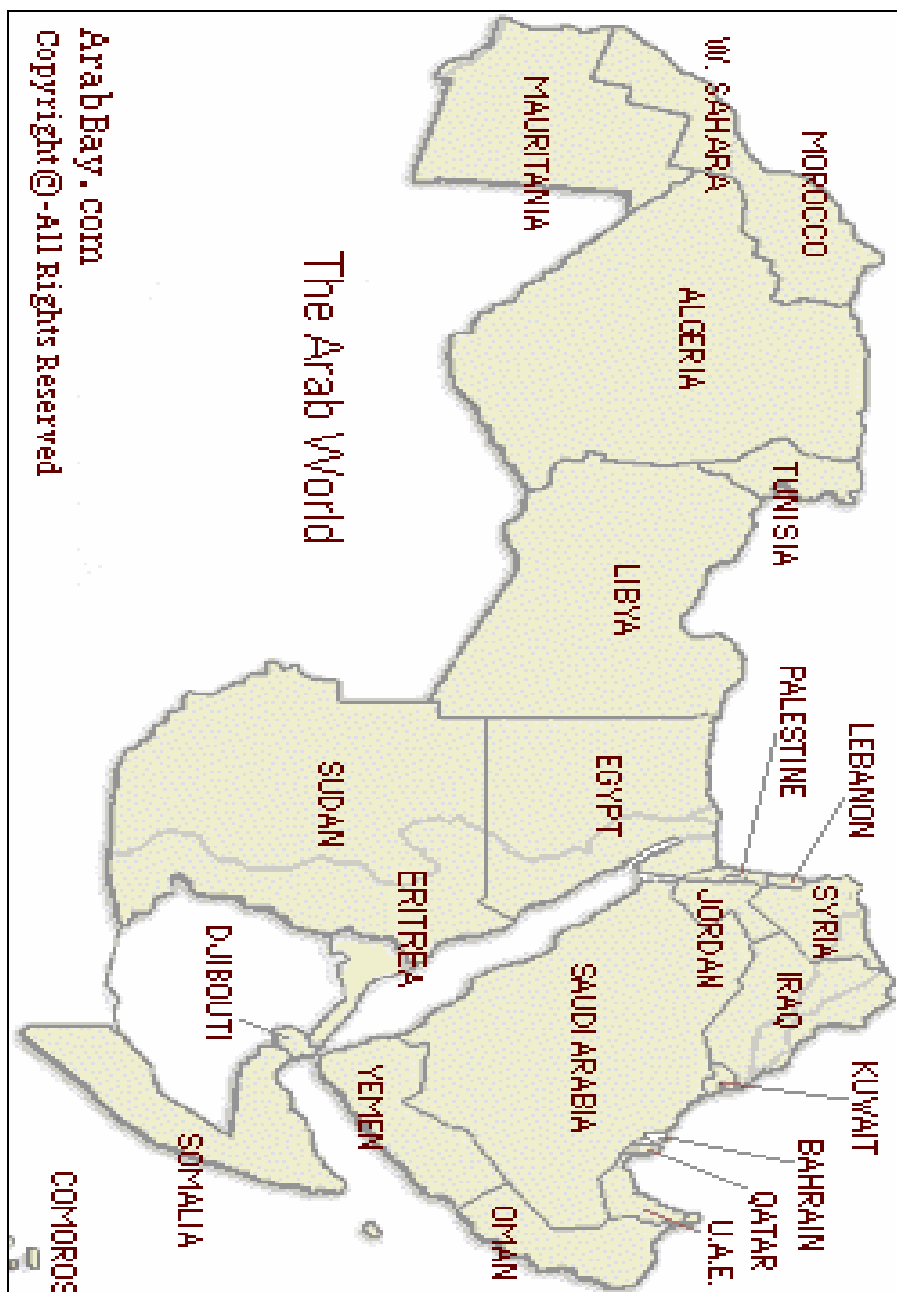 MOROCCO
W. SAHARA
MAURITANIA
ALGERIA
TUNISIA
LIBYA
EGYPT
PALESTINE
LEBANON
SYRIA
JORDAN
IRAQ
KUWAIT
BAHRAIN
QATAR
U.A.E.
SAUDI ARABIA
OMAN
YEMEN
SUDAN
ERITREA
DJIBOUTI
SOMALIA
COMOROS
The Arab World
ArabBay.com
Copyright©-All Rights Reserved